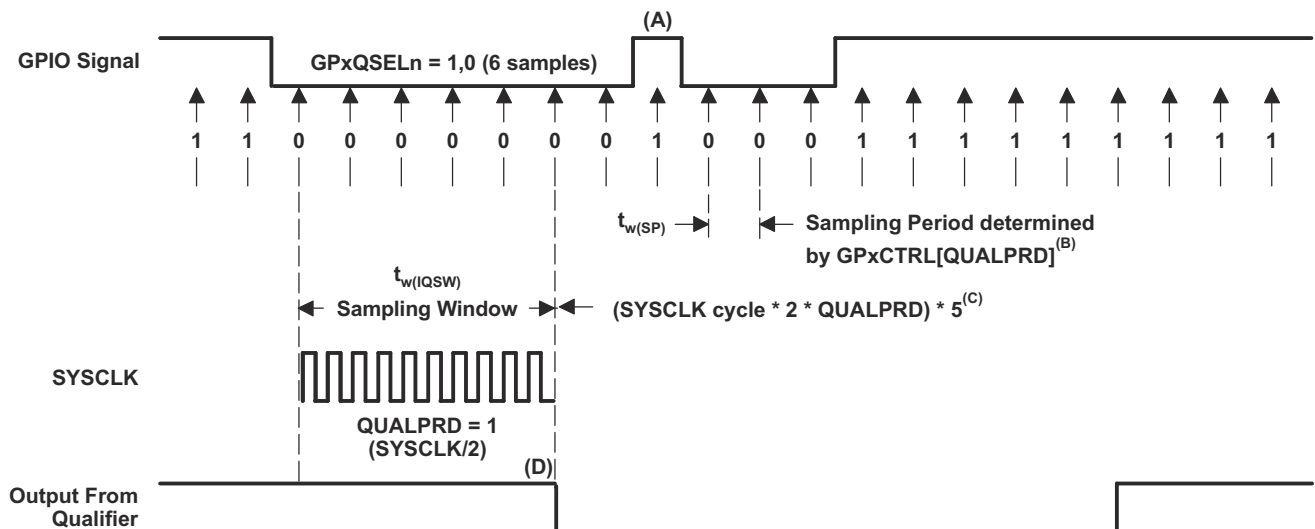 (A)
GPIO Signal
GPxQSELn = 1,0 (6 samples)
1 1 0 0 0 0 0 0 0 1 0 0 0 1 1 1 1 1 1 1 1 1
tw(SP)
Sampling Period determined
by GPxCTRL[QUALPRD](B)
tw(IQSW)
Sampling Window
(SYSCLK cycle * 2 * QUALPRD) * 5(C)
SYSCLK
QUALPRD = 1
(SYSCLK/2)
(D)
Output From
Qualifier